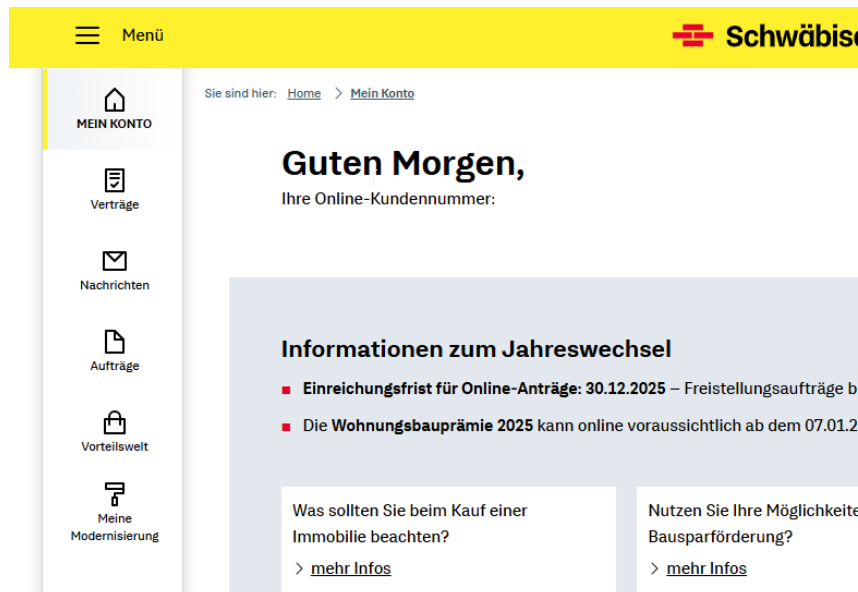 Menü
Schwäbisc
MEIN KONTO
Verträge
Nachrichten
Aufträge
Vorteilswelt
Meine
Modernisierung
Sie sind hier: Home > Mein Konto
Guten Morgen,
Ihre Online-Kundennummer:
Informationen zum Jahreswechsel
Einreichungsfrist für Online-Anträge: 30.12.2025 – Freistellungsaufträge b
Die Wohnungsbauprämie 2025 kann online voraussichtlich ab dem 07.01.2
Was sollten Sie beim Kauf einer
Immobilie beachten?
> mehr Infos
Nutzen Sie Ihre Möglichkeite
Bausparförderung?
> mehr Infos